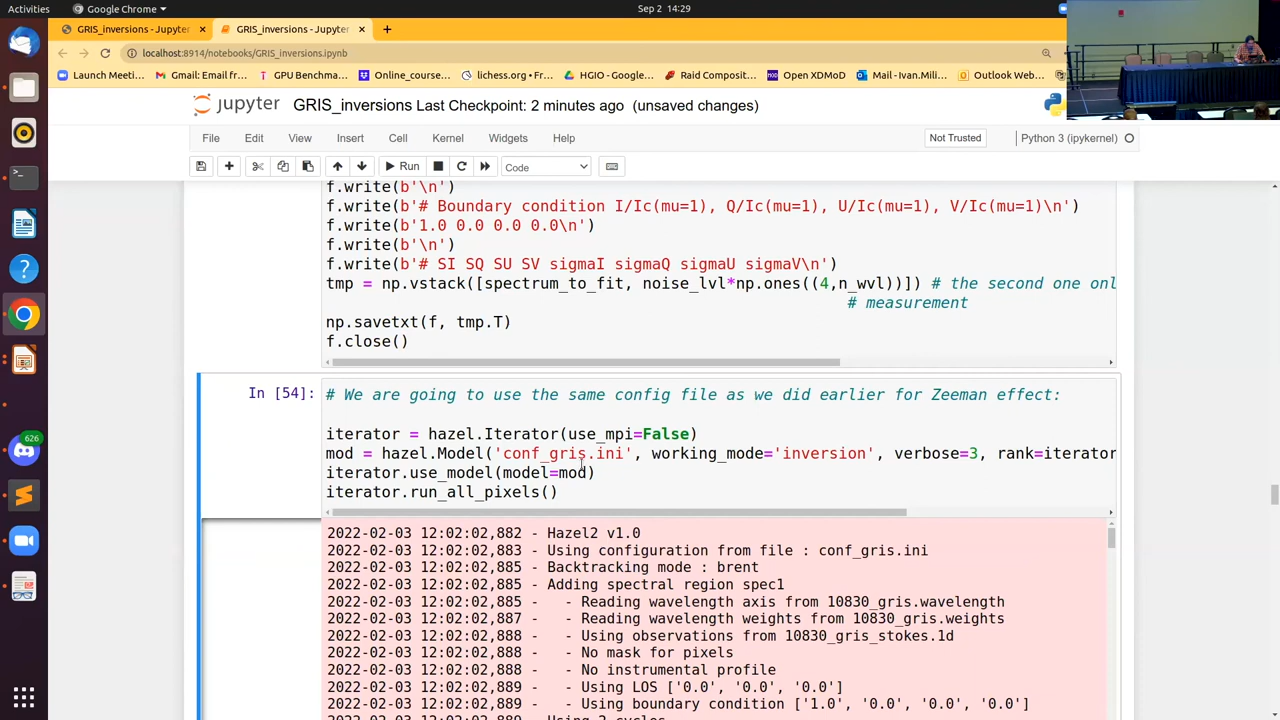 Activities
Google Chrome
Sep 2 14:29
GRIS_inversions - Jupyter
GRIS_inversions - Jupyter
localhost:8914/notebooks/GRIS_inversions.ipynb
Launch Meeti...
Gmail: Email fr...
GPU Benchma...
Online_course...
lichess.org • Fr...
HGIO - Google...
Raid Composit...
Open XDMoD
Mail - Ivan.Mili...
Outlook Web...
jupyter
GRIS_inversions Last Checkpoint: 2 minutes ago (unsaved changes)
File Edit View Insert Cell Kernel Widgets Help
Not Trusted
Python 3 (ipykernel)
Run
Code
f.write(b'\n')
f.write(b'# Boundary condition I/Ic(mu=1), Q/Ic(mu=1), U/Ic(mu=1), V/Ic(mu=1)\n')
f.write(b'1.0 0.0 0.0 0.0\n')
f.write(b'\n')
f.write(b'# SI SQ SU SV sigmaI sigmaQ sigmaU sigmaV\n')
tmp = np.vstack([spectrum_to_fit, noise_lvl*np.ones((4,n_wvl))]) # the second one onl
# measurement
np.savetxt(f, tmp.T)
f.close()
In [54]:
# We are going to use the same config file as we did earlier for Zeeman effect:
iterator = hazel.Iterator(use_mpi=False)
mod = hazel.Model('conf_gris.ini', working_mode='inversion', verbose=3, rank=iterator
iterator.use_model(model=mod)
iterator.run_all_pixels()
2022-02-03 12:02:02,882 - Hazel2 v1.0
2022-02-03 12:02:02,883 - Using configuration from file : conf_gris.ini
2022-02-03 12:02:02,885 - Backtracking mode : brent
2022-02-03 12:02:02,885 - Adding spectral region spec1
2022-02-03 12:02:02,885 - - Reading wavelength axis from 10830_gris.wavelength
2022-02-03 12:02:02,887 - - Reading wavelength weights from 10830_gris.weights
2022-02-03 12:02:02,888 - - Using observations from 10830_gris_stokes.1d
2022-02-03 12:02:02,888 - - No mask for pixels
2022-02-03 12:02:02,888 - - No instrumental profile
2022-02-03 12:02:02,889 - - Using LOS ['0.0', '0.0', '0.0']
2022-02-03 12:02:02,889 - - Using boundary condition ['1.0', '0.0', '0.0', '0.0']
2022-02-03 12:02:02,889 - Using 2 cycles
626